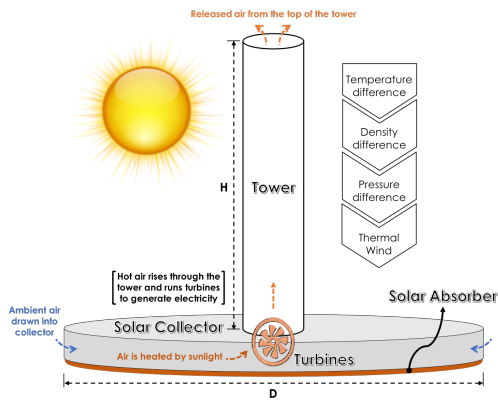 Released air from the top of the tower
Temperature
difference
Density
difference
Pressure
difference
Thermal
Wind
H
Tower
Hot air rises through the
tower and runs turbines
to generate electricity
Ambient air
drawn into
collector
Solar Collector
Solar Absorber
Air is heated by sunlight
Turbines
D